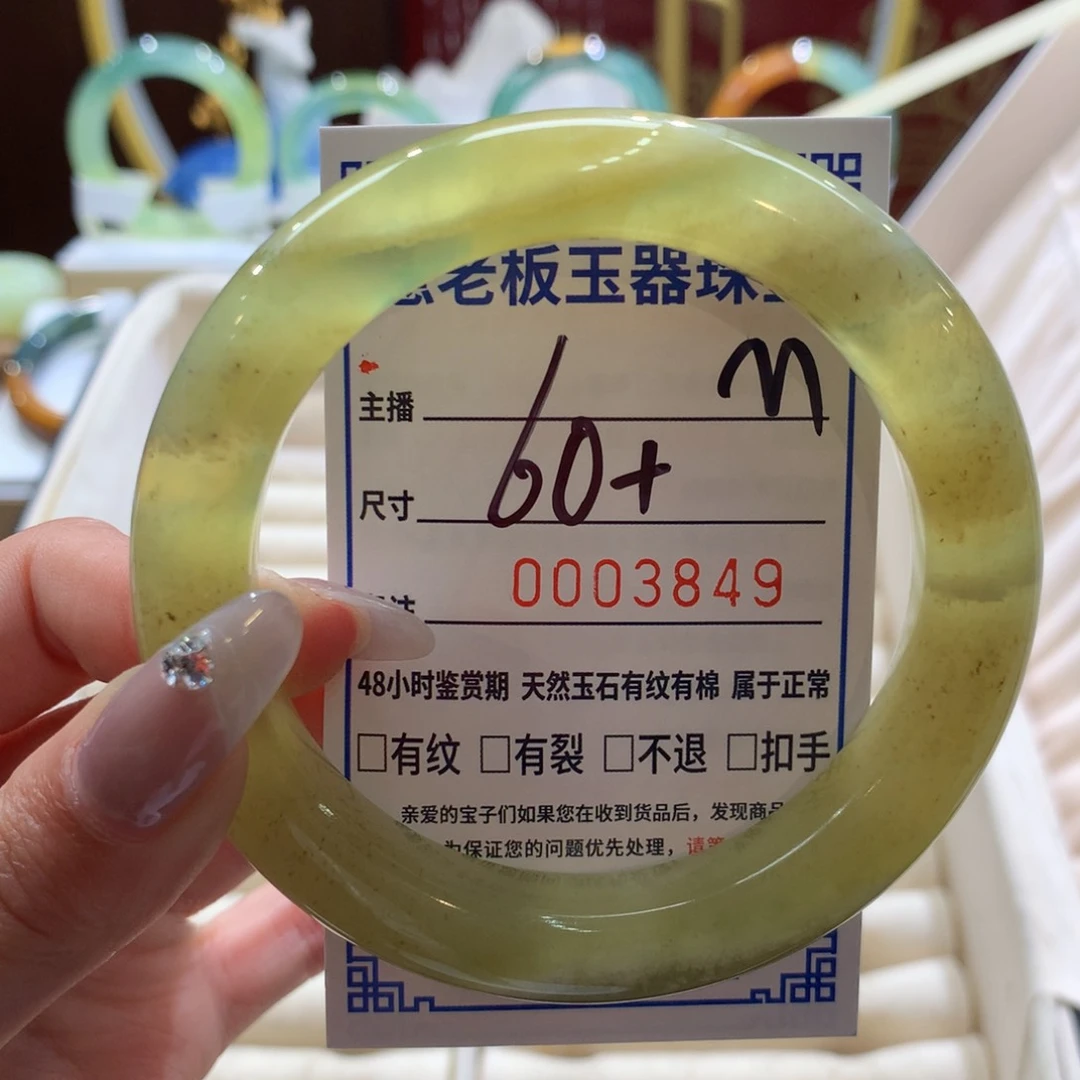 老板玉器珠
主播
n
尺寸
60+
0003849
48小时鉴赏期 天然玉石有纹有棉 属于正常
□有纹 □有裂 □不退 □扣手
亲爱的宝子们如果您在收到货品后，发现商品
为保证您的问题优先处理，请